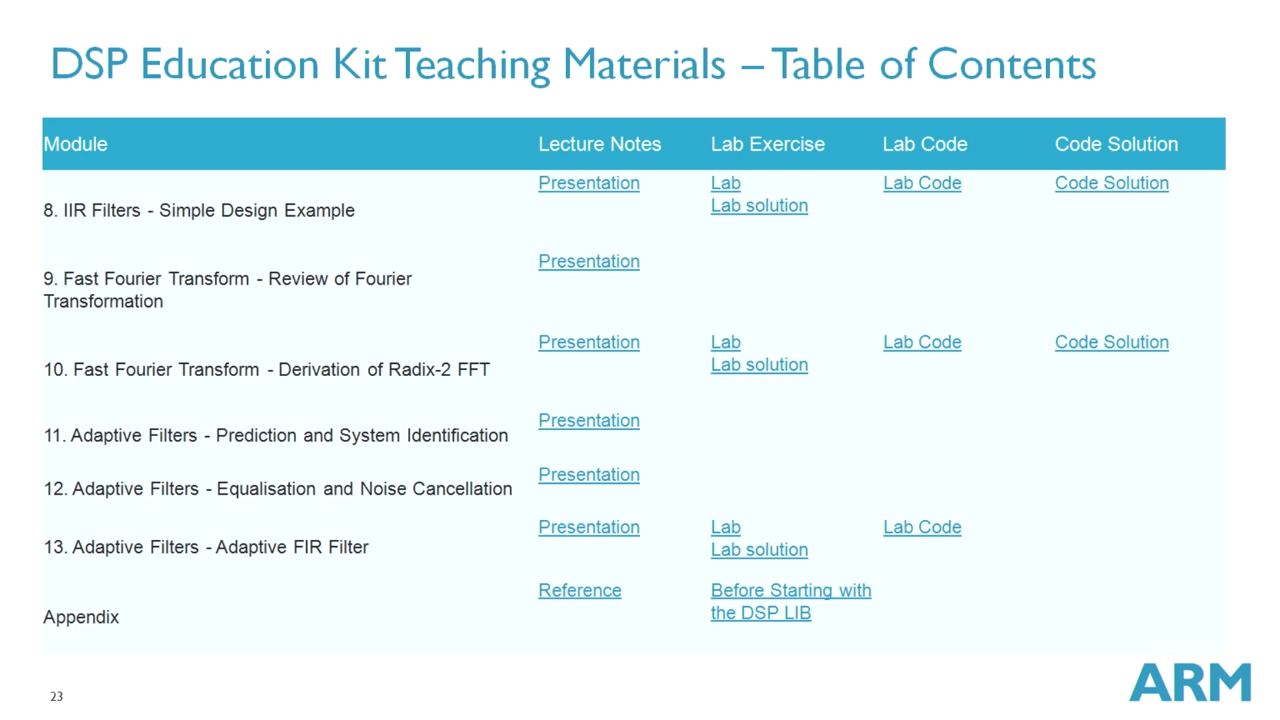 DSP Education Kit Teaching Materials – Table of Contents
Module Lecture Notes Lab Exercise Lab Code Code Solution
8. IIR Filters - Simple Design Example
Presentation
Lab
Lab solution
Lab Code
Code Solution
9. Fast Fourier Transform - Review of Fourier
Transformation
Presentation
10. Fast Fourier Transform - Derivation of Radix-2 FFT
Presentation
Lab
Lab solution
Lab Code
Code Solution
11. Adaptive Filters - Prediction and System Identification
Presentation
12. Adaptive Filters - Equalisation and Noise Cancellation
Presentation
13. Adaptive Filters - Adaptive FIR Filter
Presentation
Lab
Lab solution
Lab Code
Appendix
Reference
Before Starting with
the DSP LIB
23
ARM